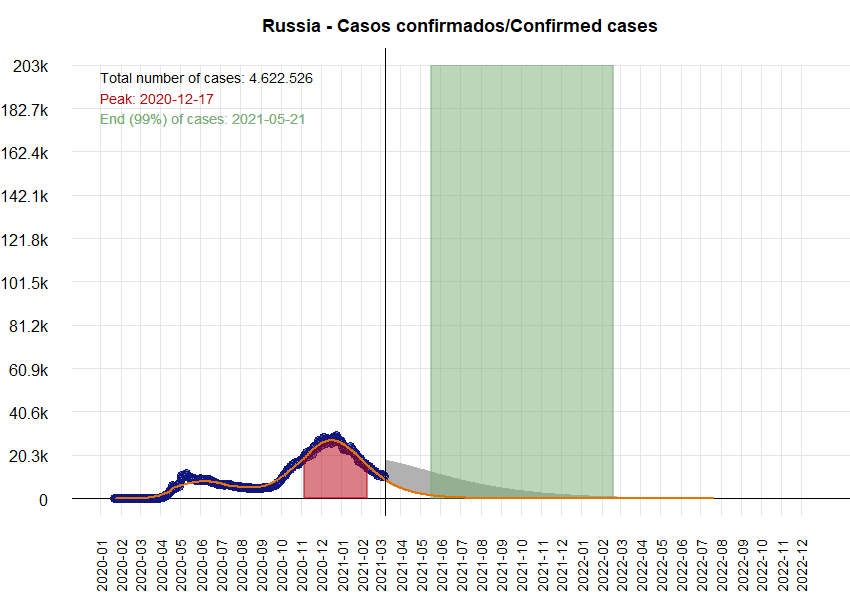 Russia - Casos confirmados/Confirmed cases
203k
Total number of cases: 4.622.526
Peak: 2020-12-17
182.7k
End (99%) of cases: 2021-05-21
162.4k
142.1k
121.8k
101.5k
81.2k
60.9k
40.6k
20.3k
0
2020-01
2020-02
2020-03
2020-04
2020-05
2020-06
2020-07
2020-08
2020-09
2020-10
2020-11
2020-12
2021-01
2021-02
2021-03
2021-04
2021-05
2021-06
2021-07
2021-08
2021-09
2021-10
2021-11
2021-12
2022-01
2022-02
2022-03
2022-04
2022-05
2022-06
2022-07
2022-08
2022-09
2022-10
2022-11
2022-12